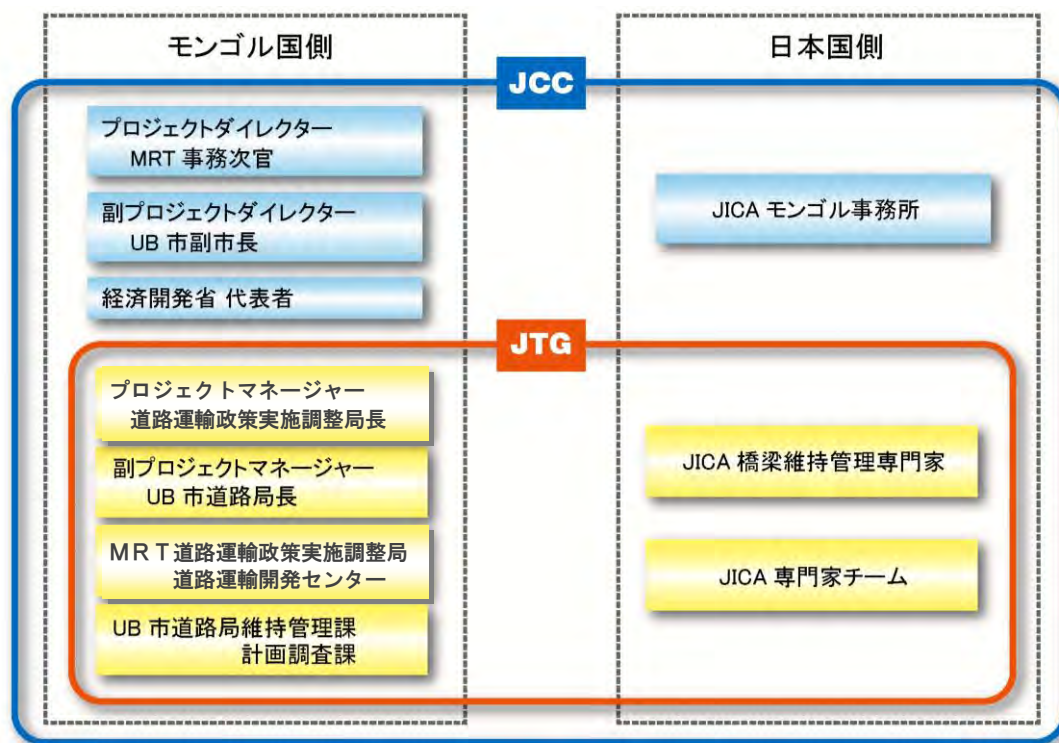 モンゴル国側
日本国側
JCC
プロジェクトダイレクター
MRT 事務次官
副プロジェクトダイレクター
UB 市副市長
経済開発省 代表者
JICA モンゴル事務所
JTG
プロジェクトマネージャー
道路運輸政策実施調整局長
副プロジェクトマネージャー
UB 市道路局長
MRT道路運輸政策実施調整局
道路運輸開発センター
UB 市道路局維持管理課
計画調査課
JICA 橋梁維持管理専門家
JICA 専門家チーム